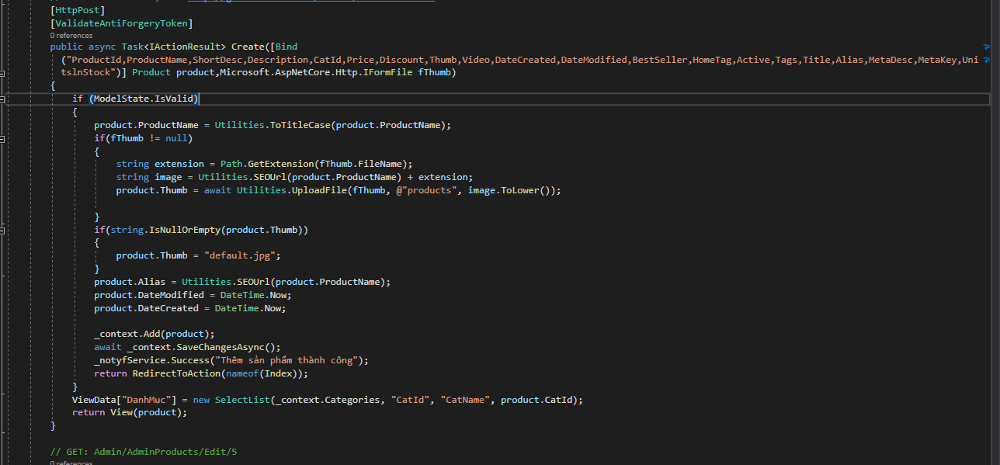 [HttpPost]
[ValidateAntiForgeryToken]
0 references
public async Task<IActionResult> Create([Bind
("ProductId,ProductName,ShortDesc,Description,CatId,Price,Discount,Thumb,Video,DateCreated,DateModified,BestSeller,HomeTag,Active,Tags,Title,Alias,MetaDesc,MetaKey,Uni
tslnStock")] Product product,Microsoft.AspNetCore.Http.IFormFile fThumb)
{
if (ModelState.IsValid)
{
product.ProductName = Utilities.ToTitleCase(product.ProductName);
if(fThumb != null)
{
string extension = Path.GetExtension(fThumb.FileName);
string image = Utilities.SEOUrl(product.ProductName) + extension;
product.Thumb = await Utilities.UploadFile(fThumb, @"products", image.ToLower());
}
if(string.IsNullOrEmpty(product.Thumb))
{
product.Thumb = "default.jpg";
}
product.Alias = Utilities.SEOUrl(product.ProductName);
product.DateModified = DateTime.Now;
product.DateCreated = DateTime.Now;
_context.Add(product);
await _context.SaveChangesAsync();
_notyfService.Success("Thêm sản phẩm thành công");
return RedirectToAction(nameof(Index));
}
ViewData["DanhMuc"] = new SelectList(_context.Categories, "CatId", "CatName", product.CatId);
return View(product);
}
// GET: Admin/AdminProducts/Edit/5
0 references